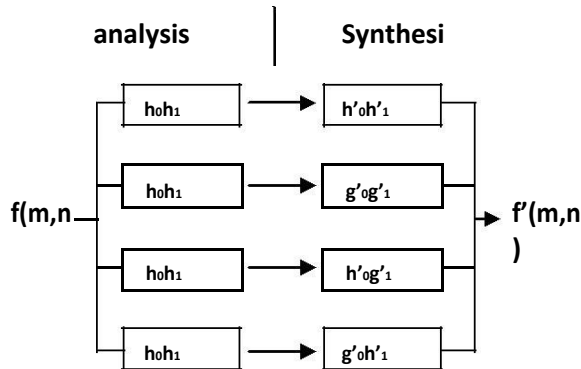 analysis Synthesi
h₀h₁ h'₀h'₁
h₀h₁ g'₀g'₁
f(m,n f'(m,n
)
h₀h₁ h'₀g'₁
h₀h₁ g'₀h'₁